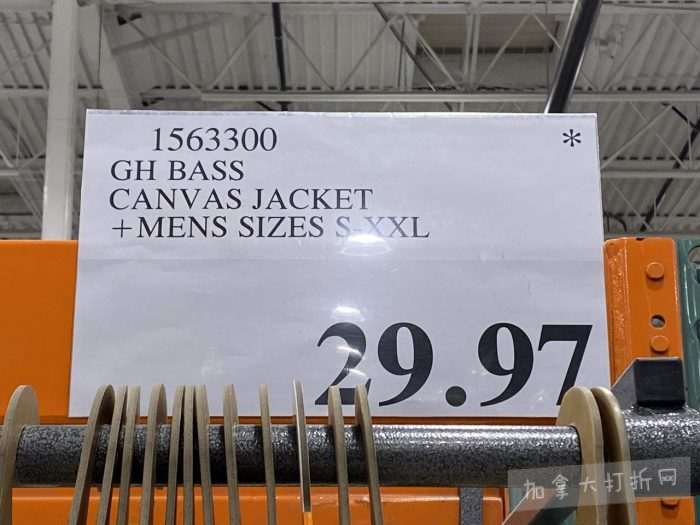 1563300 *
GH BASS
CANVAS JACKET
+MENS SIZES S-XXL
29.97
加拿大打折网